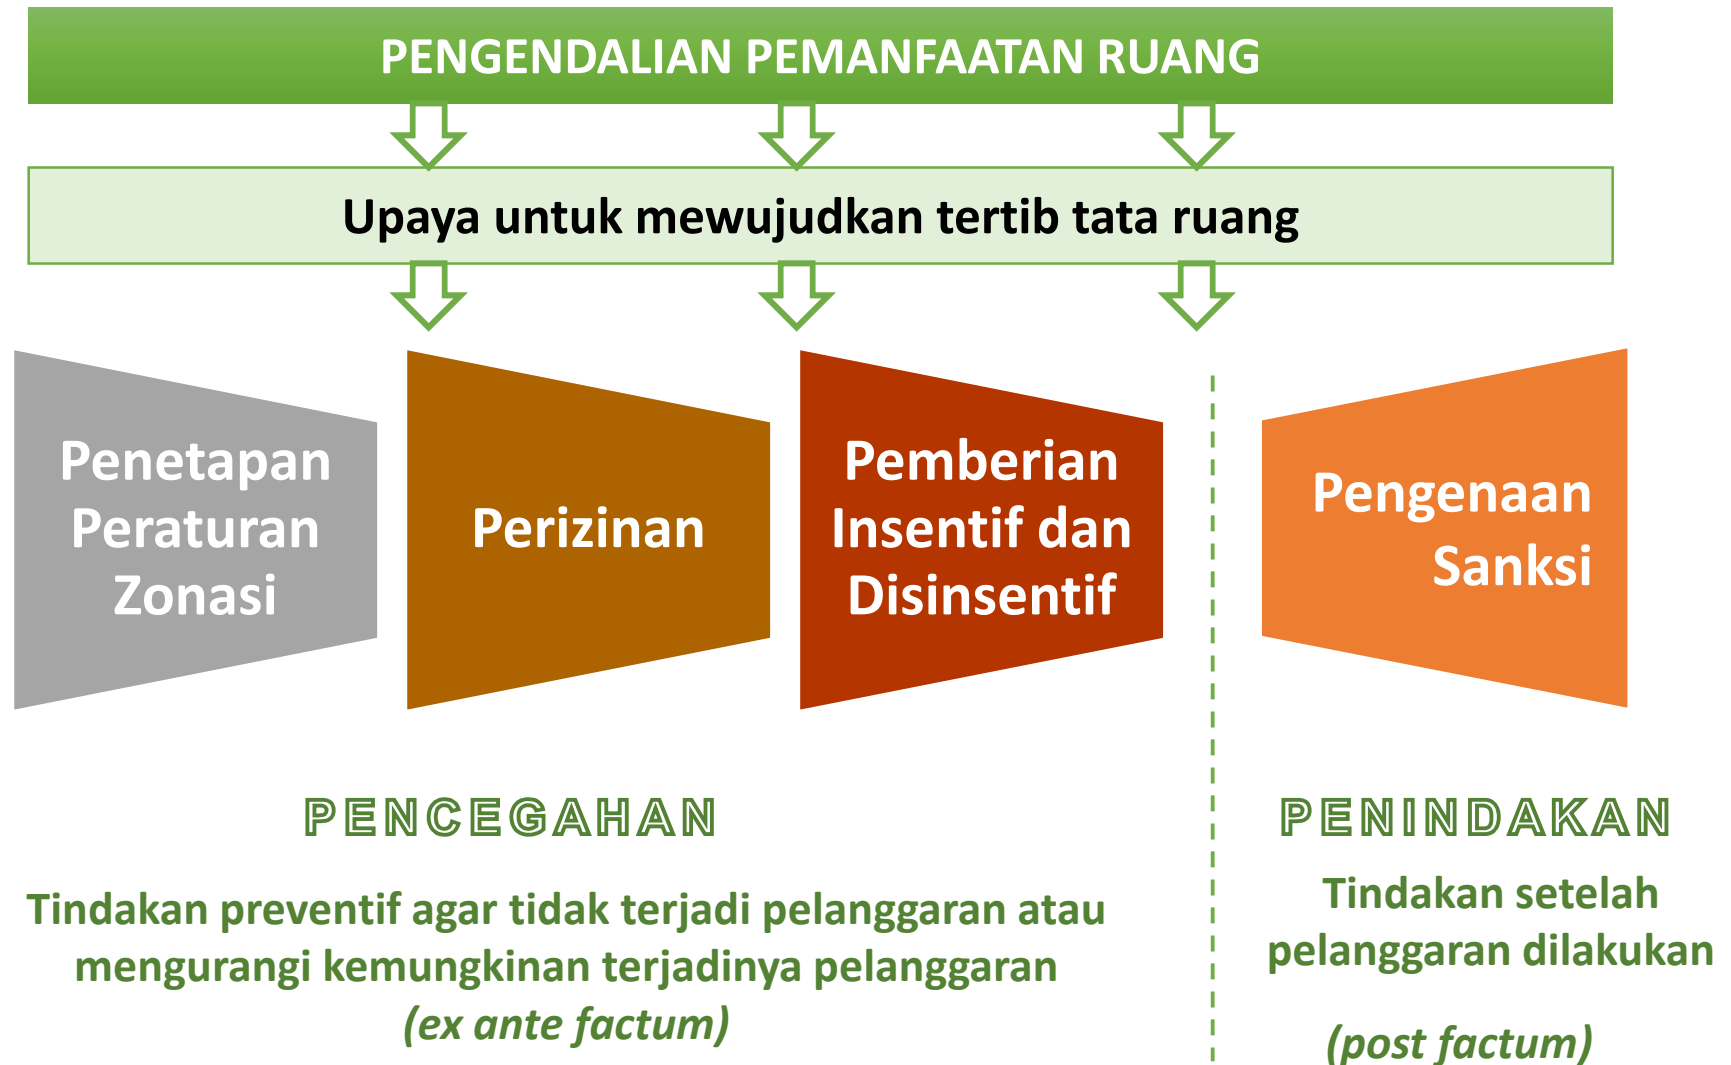 PENGENDALIAN PEMANFAATAN RUANG
Upaya untuk mewujudkan tertib tata ruang
Penetapan
Peraturan
Zonasi
Perizinan
Pemberian
Insentif dan
Disinsentif
Pengenaan
Sanksi
PENCEGAHAN
Tindakan preventif agar tidak terjadi pelanggaran atau
mengurangi kemungkinan terjadinya pelanggaran
(ex ante factum)
PENINDAKAN
Tindakan setelah
pelanggaran dilakukan
(post factum)